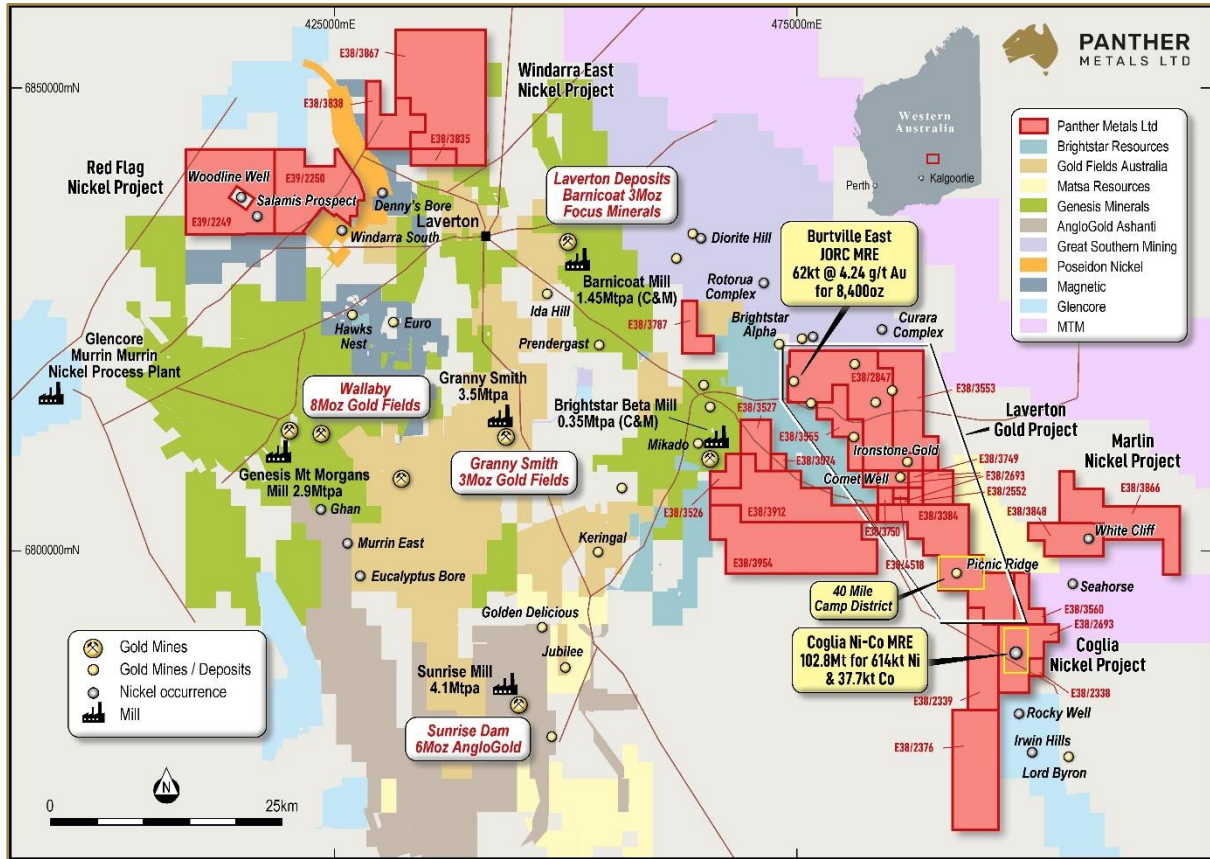 425000mE
475000mE
6850000mN
6800000mN
PANTHER
METALS LTD
Western
Australia
Perth
Kalgoorlie
Panther Metals Ltd
Brightstar Resources
Gold Fields Australia
Matsa Resources
Genesis Minerals
AngloGold Ashanti
Great Southern Mining
Poseidon Nickel
Magnetic
Glencore
MTM
E38/3867
Windarra East
Nickel Project
E38/3838
E38/3835
Red Flag
Nickel Project
Woodline Well
E39/2250
Salamis Prospect
E39/2249
Denny's Bore
Laverton
Windarra South
Laverton Deposits
Barnicoat 3Moz
Focus Minerals
Barnicoat Mill
1.45Mtpa (C&M)
Diorite Hill
Rotorua
Complex
Burtville East
JORC MRE
62kt @ 4.24 g/t Au
for 8,400oz
Brightstar
Alpha
Curara
Complex
Ida Hill
E38/3787
Prendergast
Hawks
Nest
Euro
Glencore
Murrin Murrin
Nickel Process Plant
Wallaby
8Moz Gold Fields
Granny Smith
3.5Mtpa
Brightstar Beta Mill
0.35Mtpa (C&M)
Mikado
E38/3527
E38/2847
E38/3553
E38/3565
E38/3974
Laverton
Gold Project
Ironstone Gold
Comet Well
E38/3749
E38/2693
E38/2552
Marlin
Nickel Project
E38/3866
E38/3848
White Cliff
Genesis Mt Morgans
Mill 2.9Mtpa
Ghan
Granny Smith
3Moz Gold Fields
E38/3526
E38/3912
E38/3750
E38/3384
Murrin East
Keringal
E38/3954
E38/4518
Picnic Ridge
Eucalyptus Bore
40 Mile
Camp District
Seahorse
Golden Delicious
E38/3560
E38/2693
Jubilee
Coglia Ni-Co MRE
102.8Mt for 614kt Ni
& 37.7kt Co
Coglia
Nickel Project
Sunrise Mill
4.1Mtpa
E38/2338
E38/2339
Sunrise Dam
6Moz AngloGold
Rocky Well
E38/2376
Irwin Hills
Lord Byron
Gold Mines
Gold Mines / Deposits
Nickel occurrence
Mill
N
0
25km